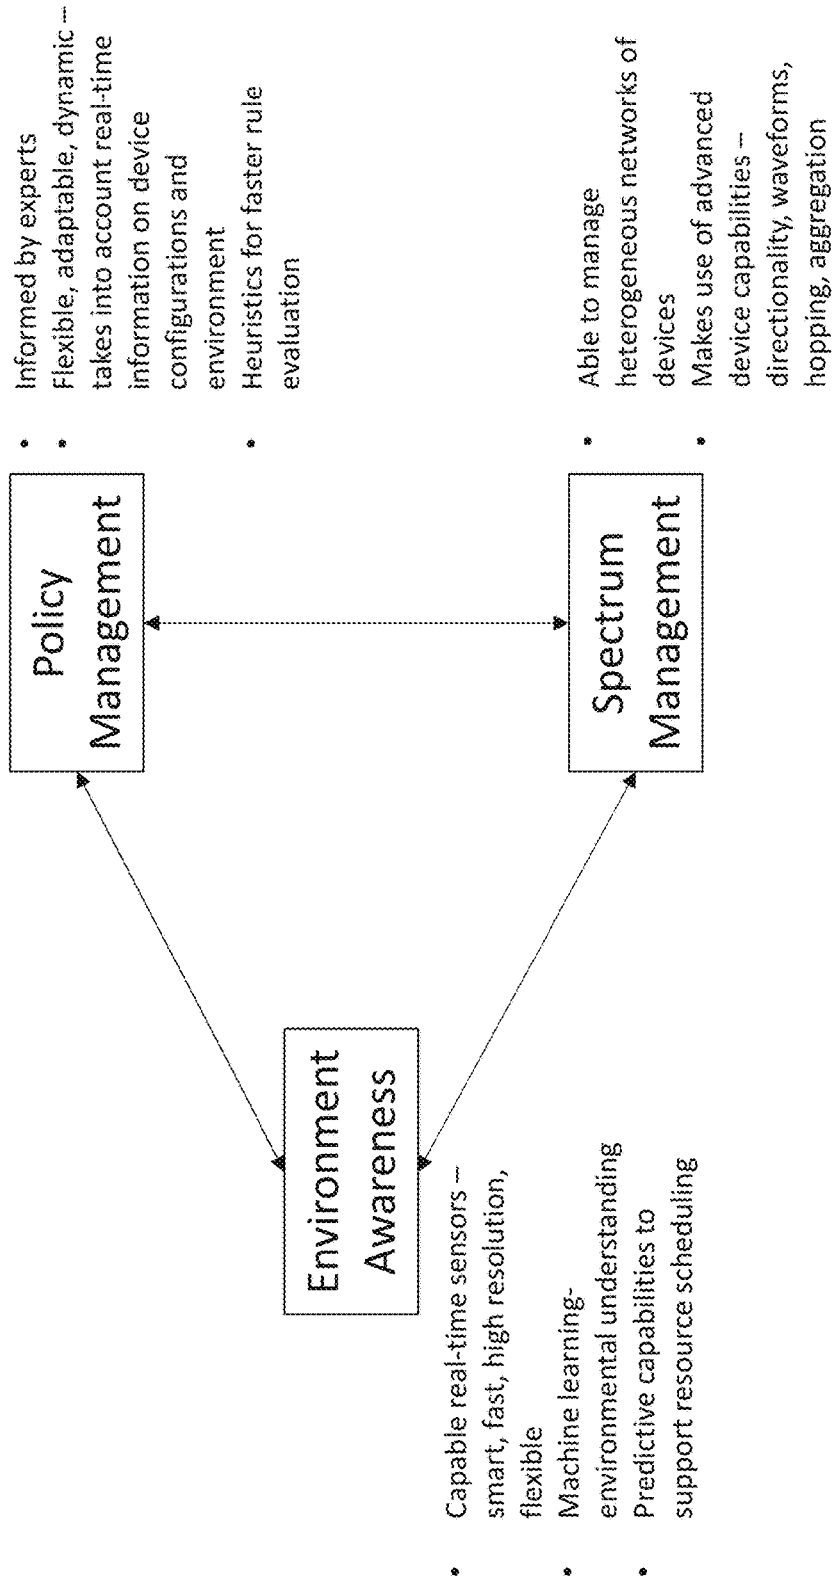 Environment
Awareness
• Capable real-time sensors –
smart, fast, high resolution,
flexible
• Machine learning-
environmental understanding
• Predictive capabilities to
support resource scheduling
Policy
Management
• Informed by experts
• Flexible, adaptable, dynamic –
takes into account real-time
information on device
configurations and
environment
• Heuristics for faster rule
evaluation
Spectrum
Management
• Able to manage
heterogeneous networks of
devices
• Makes use of advanced
device capabilities –
directionality, waveforms,
hopping, aggregation